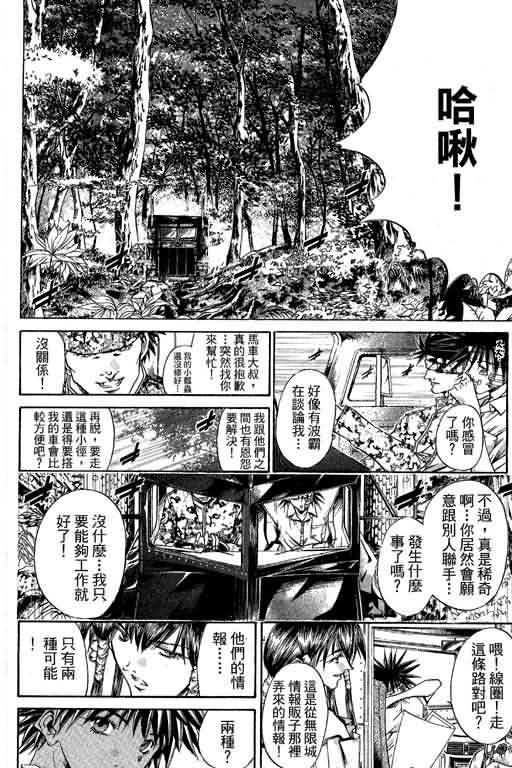 哈啾！
你感冒
了嗎？
好像有波霸
在談論我…
馬車大叔
真的很抱歉
…突然找你
來幫忙！
我的小瓢蟲
還沒修好…
沒關係！
我跟他們之
間也有恩怨
要解決！
再說，要走
這種小徑，
還是得要搭
我的車會比
較方便吧？
不過，真是稀奇
啊…你居然會願
意跟別人聯手…
發生什麼
事了嗎？
沒什麼…我只
要能夠工作就
好了！
喂！線圈！走
這條路對吧？
這是從無限城
情報販子那裡
弄來的情報！
他們的情
報…
只有兩
種可能
！
兩種？